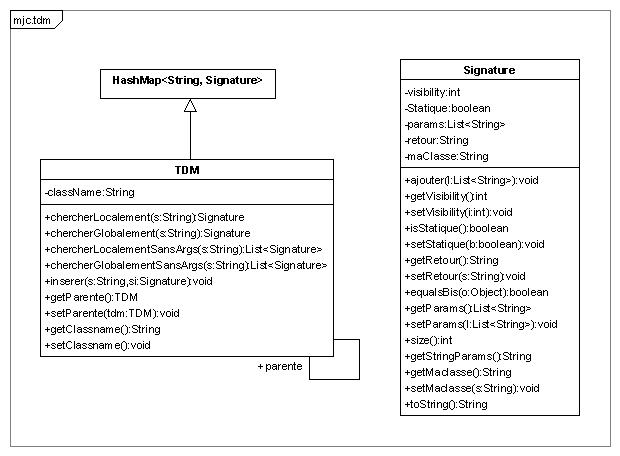 mjc.tdm
HashMap<String, Signature>
TDM
-className:String
+chercherLocalement(s:String):Signature
+chercherGlobalement(s:String):Signature
+chercherLocalementSansArgs(s:String):List<Signature>
+chercherGlobalementSansArgs(s:String):List<Signature>
+inserer(s:String,si:Signature):void
+getParente():TDM
+setParente(tdm:TDM):void
+getClassname():String
+setClassname():void
+ parente
Signature
-visibility:int
-Statique:boolean
-params:List<String>
-retour:String
-maClasse:String
+ajouter(l:List<String>):void
+getVisibility():int
+setVisibility(i:int):void
+isStatique():boolean
+setStatique(b:boolean):void
+getRetour():String
+setRetour(s:String):void
+equalsBis(o:Object):boolean
+getParams():List<String>
+setParams(l:List<String>):void
+size():int
+getStringParams():String
+getMaclasse():String
+setMaclasse(s:String):void
+toString():String